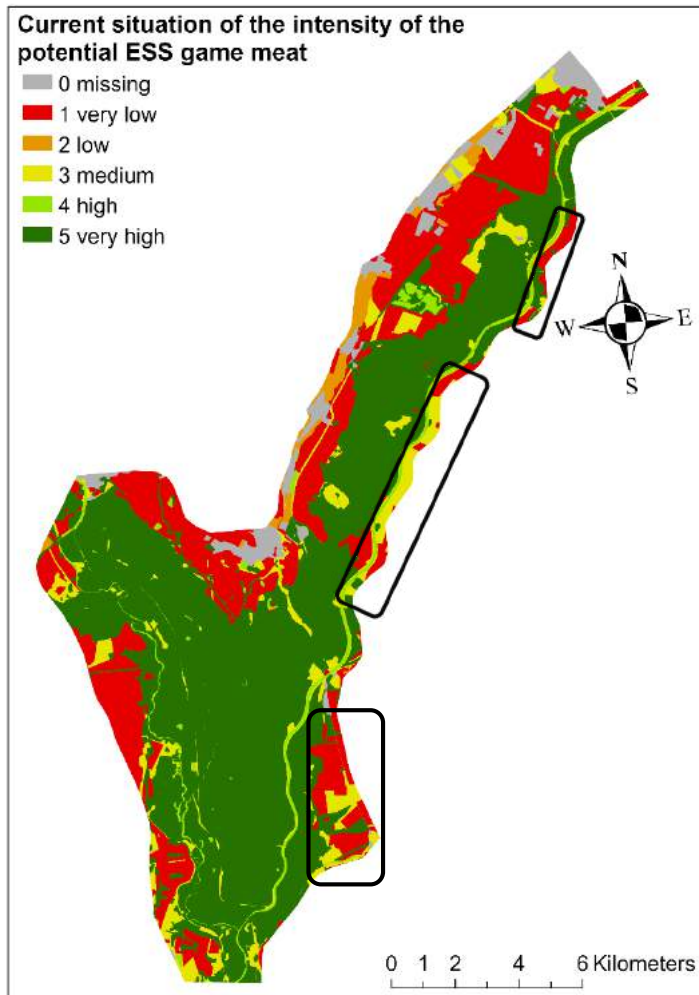 Current situation of the intensity of the
potential ESS game meat
0 missing
1 very low
2 low
3 medium
4 high
5 very high
N
W E
S
0 1 2 4 6 Kilometers